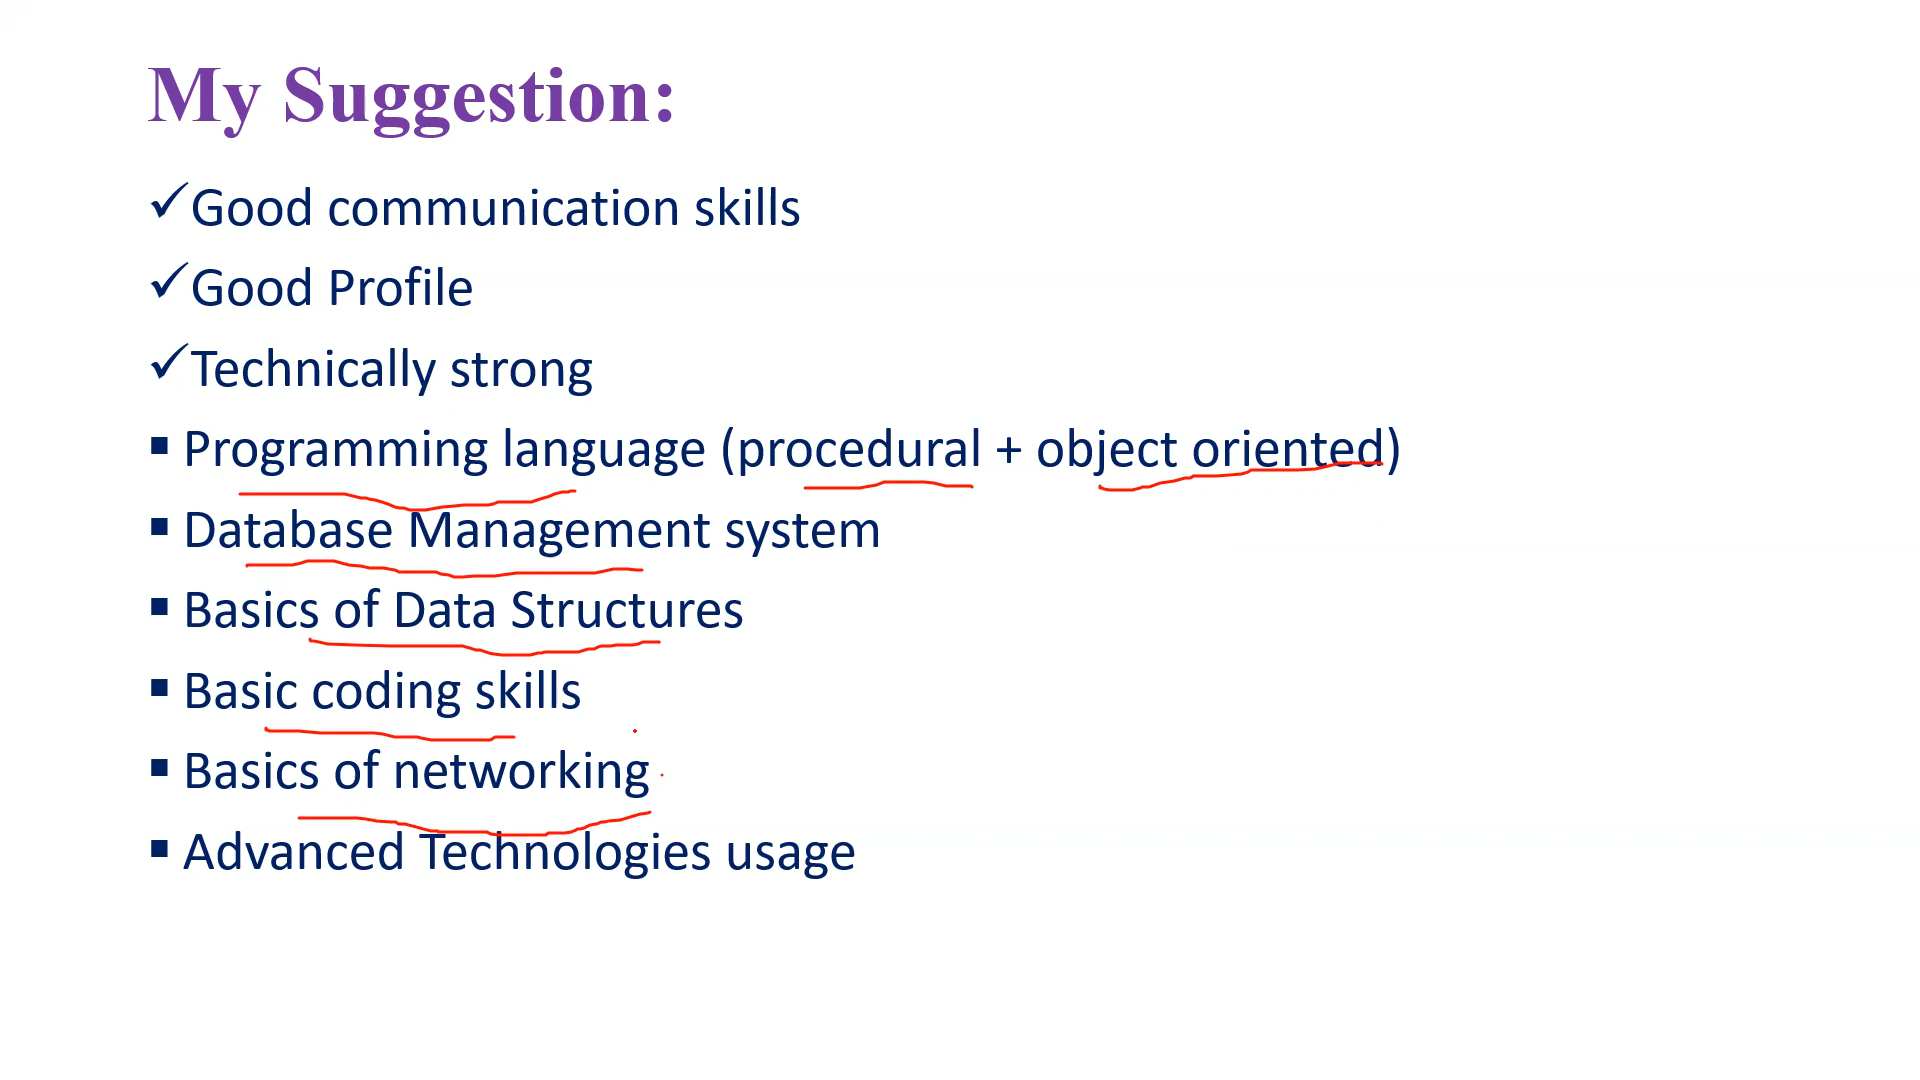 My Suggestion:
✓Good communication skills
✓Good Profile
✓Technically strong
▪ Programming language (procedural + object oriented)
▪ Database Management system
▪ Basics of Data Structures
▪ Basic coding skills
▪ Basics of networking
▪ Advanced Technologies usage